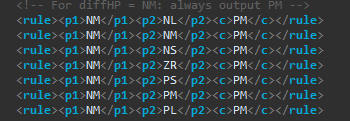 <!-- For diffHP = NM: always output PM -->
<rule><p1>NM</p1><p2>NL</p2><c>PM</c></rule>
<rule><p1>NM</p1><p2>NM</p2><c>PM</c></rule>
<rule><p1>NM</p1><p2>NS</p2><c>PM</c></rule>
<rule><p1>NM</p1><p2>ZR</p2><c>PM</c></rule>
<rule><p1>NM</p1><p2>PS</p2><c>PM</c></rule>
<rule><p1>NM</p1><p2>PM</p2><c>PM</c></rule>
<rule><p1>NM</p1><p2>PL</p2><c>PM</c></rule>